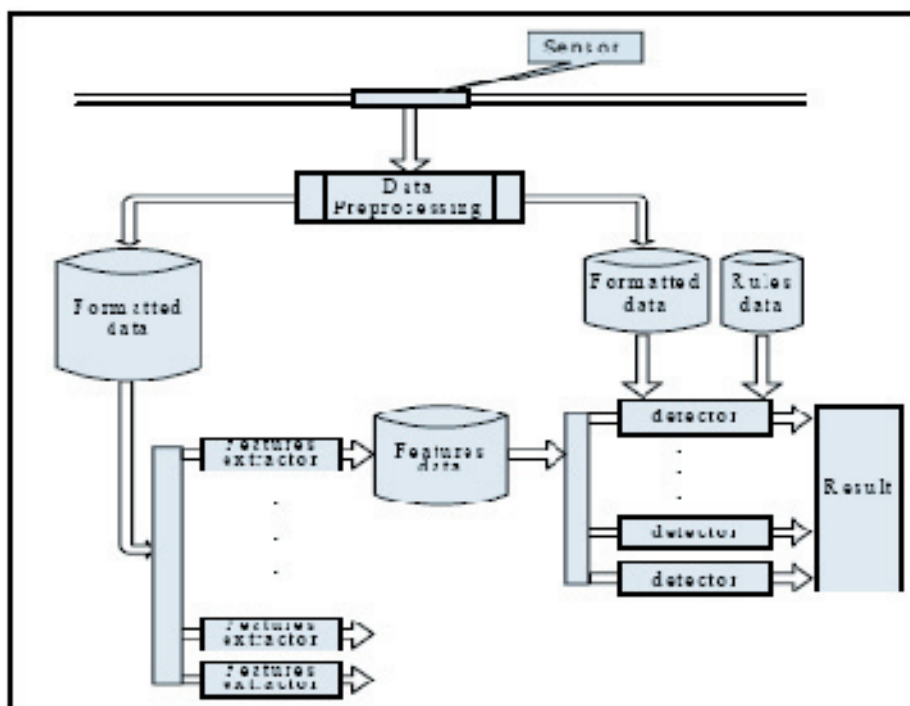 Sensor
Data
Preprocessing
Formatted
data
Formatted
data
Rules
data
Features
extractor
Features
data
detector
Result
detector
detector
Features
extractor
Features
extractor